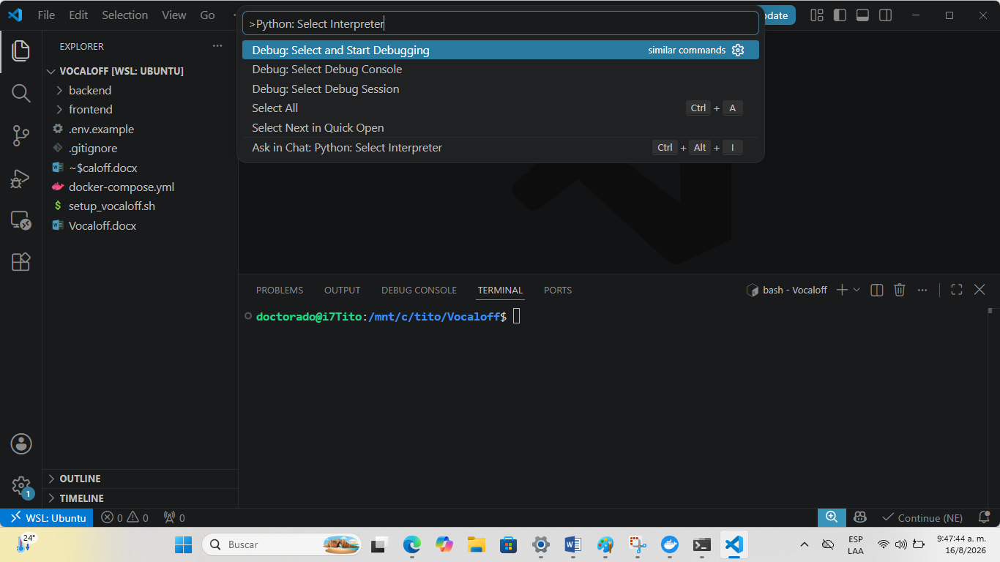 File Edit Selection View Go
>Python: Select Interpreter
Debug: Select and Start Debugging similar commands
Debug: Select Debug Console
Debug: Select Debug Session
Select All Ctrl + A
Select Next in Quick Open
Ask in Chat: Python: Select Interpreter Ctrl + Alt + I
EXPLORER
VOCALOFF [WSL: UBUNTU]
backend
frontend
.env.example
.gitignore
~$caloff.docx
docker-compose.yml
$ setup_vocaloff.sh
Vocaloff.docx
PROBLEMS OUTPUT DEBUG CONSOLE TERMINAL PORTS bash - Vocaloff
doctorado@i7Tito:/mnt/c/tito/Vocaloff$
OUTLINE
TIMELINE
1
WSL: Ubuntu 0 0 0 Continue (NE)
24°
Buscar
ESP
LAA
9:47:44 a. m.
16/8/2026